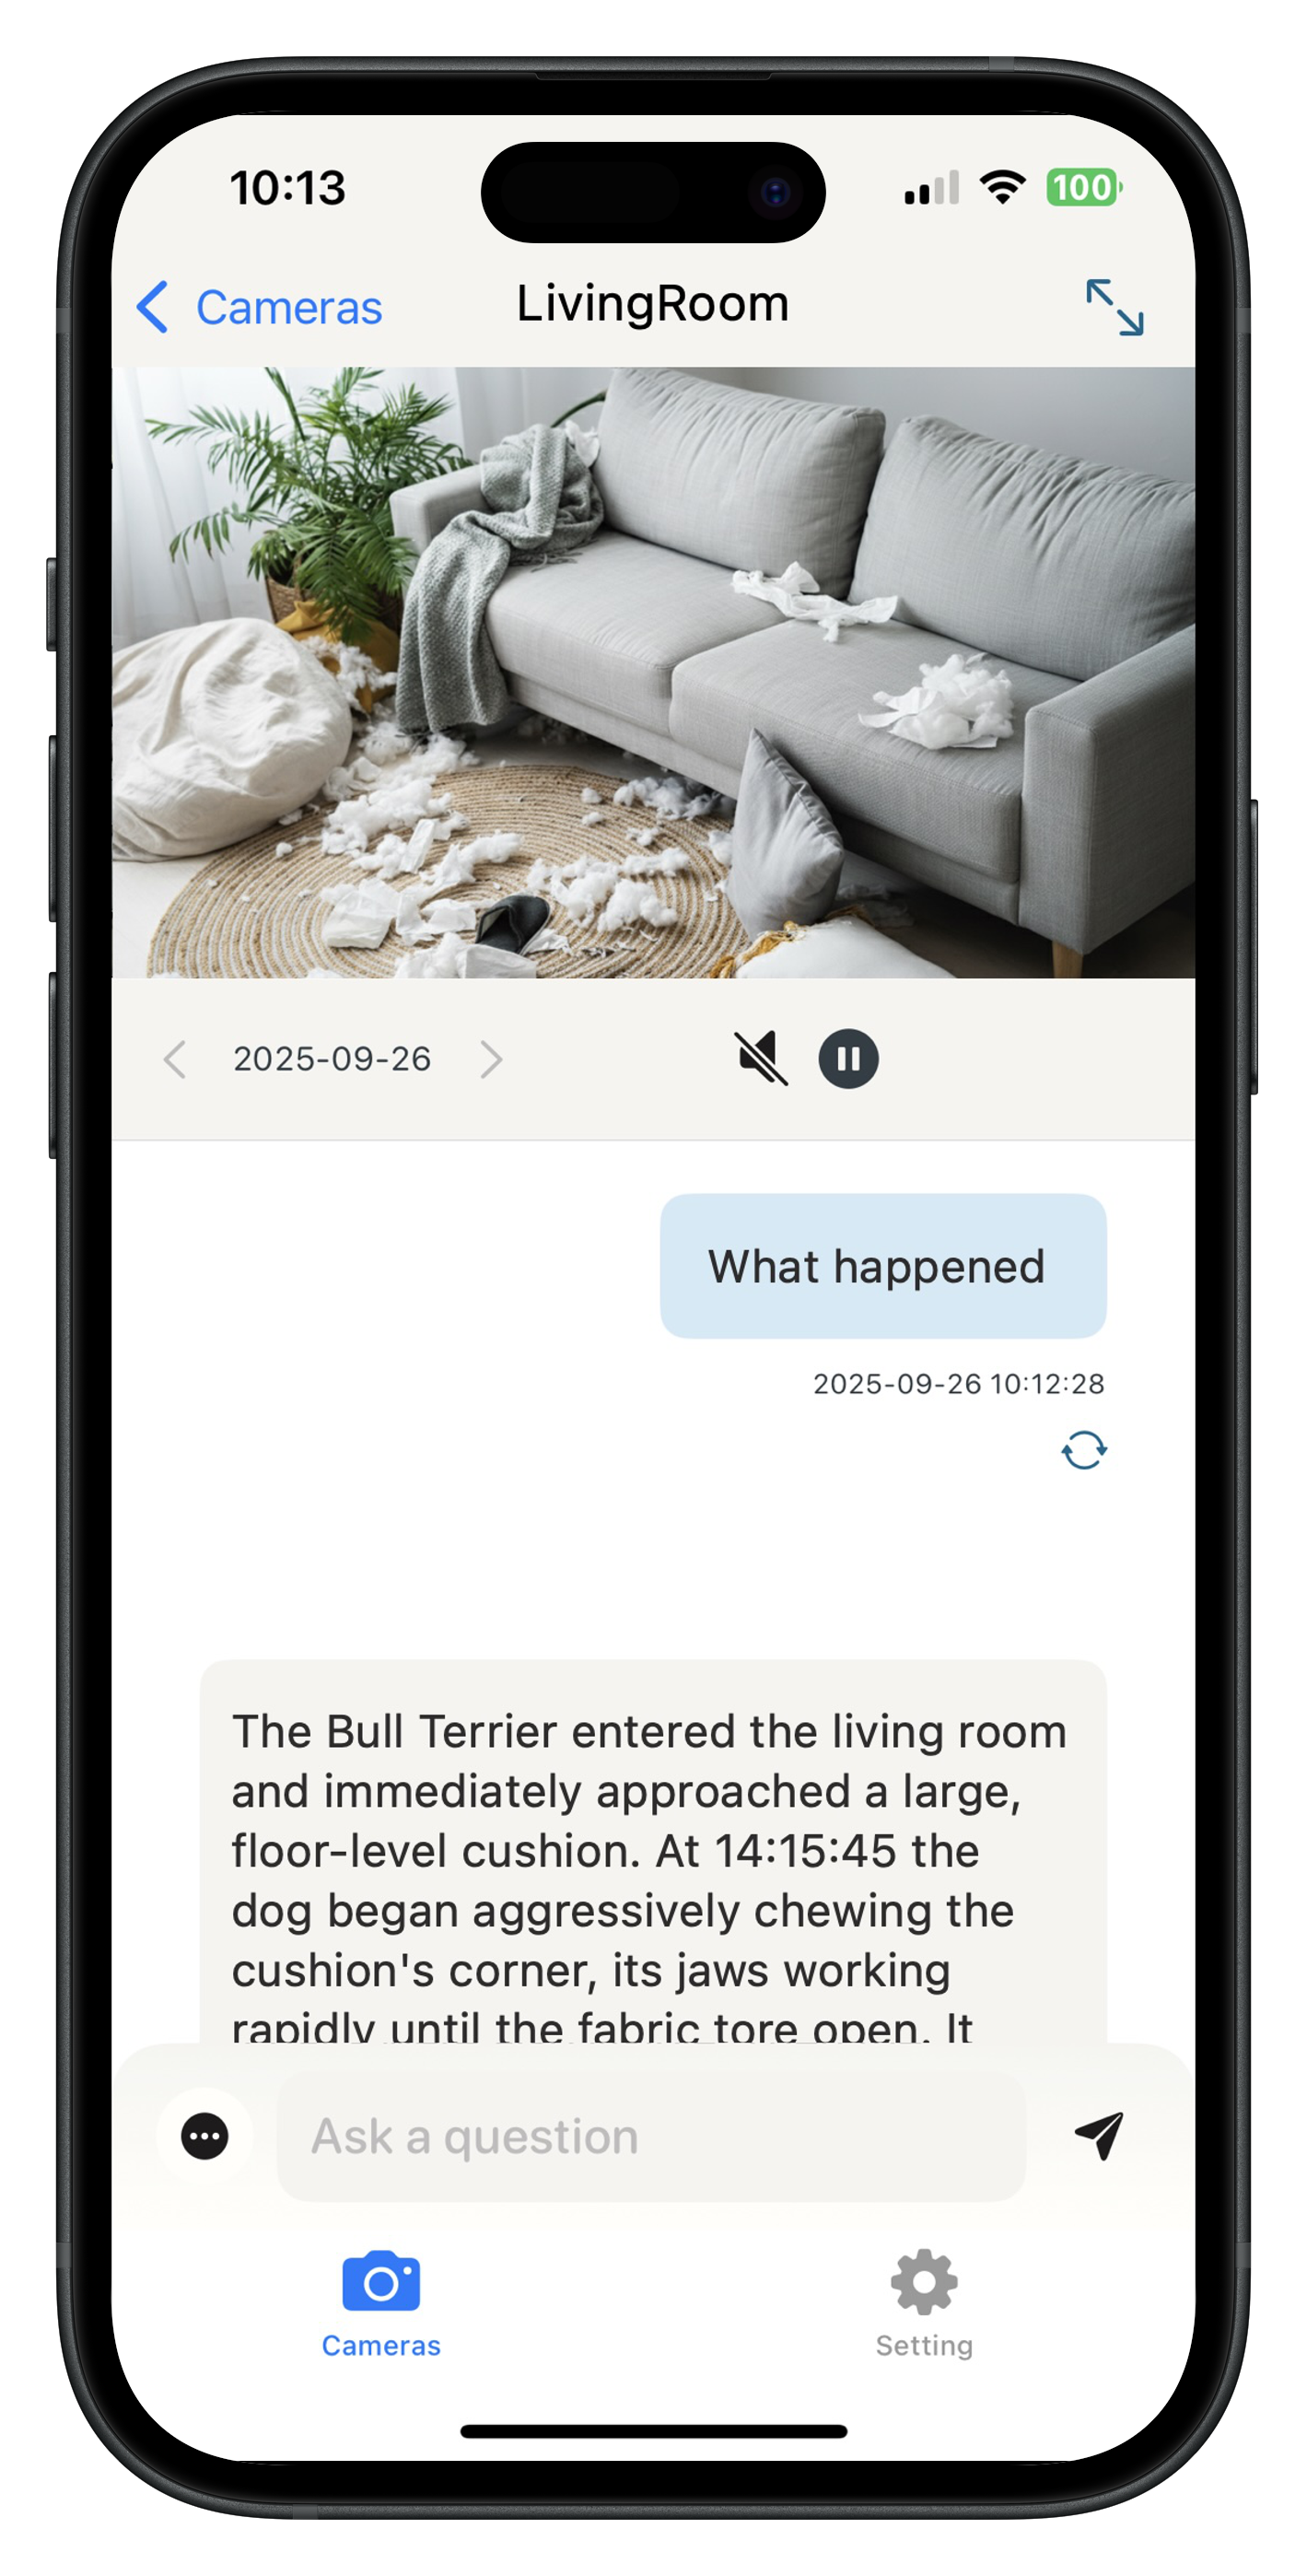 10:13
100
Cameras
LivingRoom
2025-09-26
What happened
2025-09-26 10:12:28
The Bull Terrier entered the living room
and immediately approached a large,
floor-level cushion. At 14:15:45 the
dog began aggressively chewing the
cushion's corner, its jaws working
rapidly until the fabric tore open. It
Ask a question
Cameras
Setting